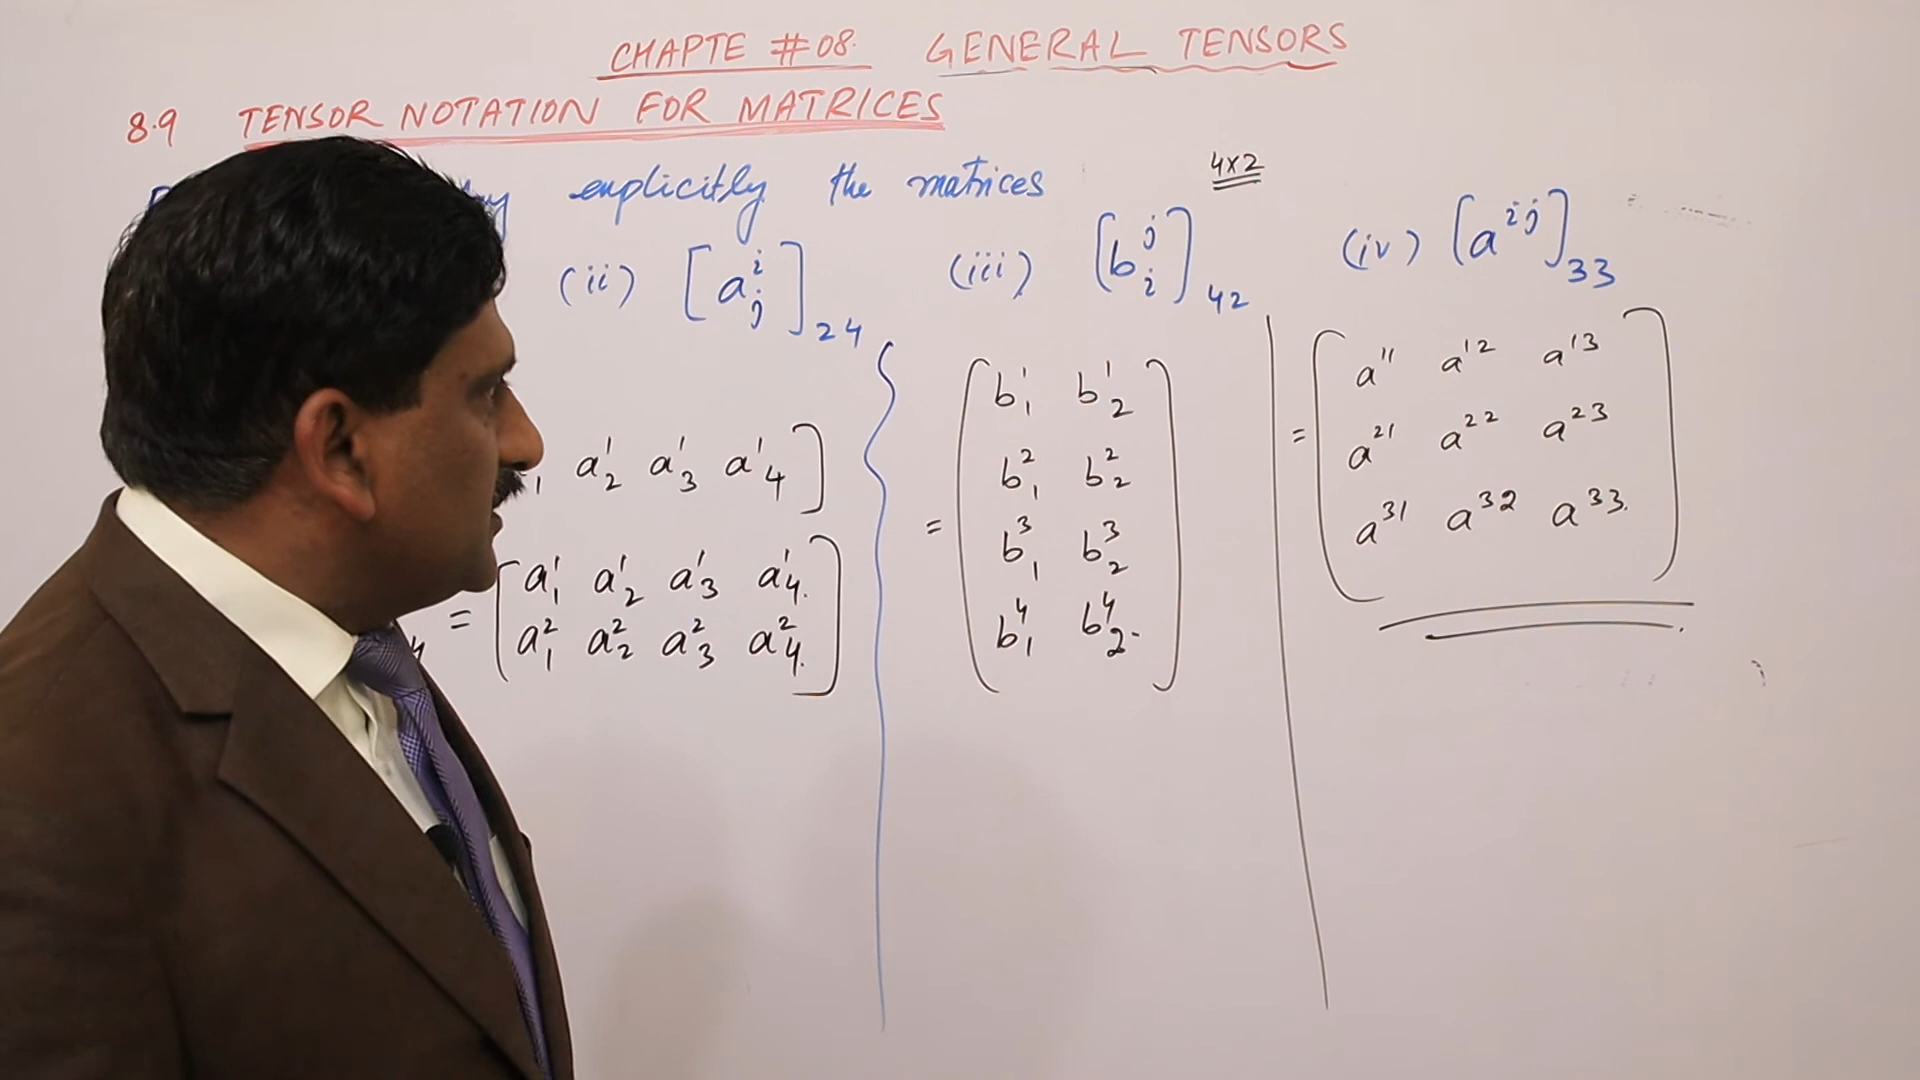 CHAPTE #08. GENERAL TENSORS
8.9 TENSOR NOTATION FOR MATRICES
explicitly the matrices 4×2
(ii) [a^i_j]_24 (iii) [b^j_i]_42 (iv) [a^ij]_33
_1 a^1_2 a^1_3 a^1_4]
= [a^1_1 a^1_2 a^1_3 a^1_4.
a^2_1 a^2_2 a^2_3 a^2_4.]
= [b^1_1 b^1_2
b^2_1 b^2_2
b^3_1 b^3_2
b^4_1 b^4_2.]
= [a^11 a^12 a^13
a^21 a^22 a^23
a^31 a^32 a^33.]